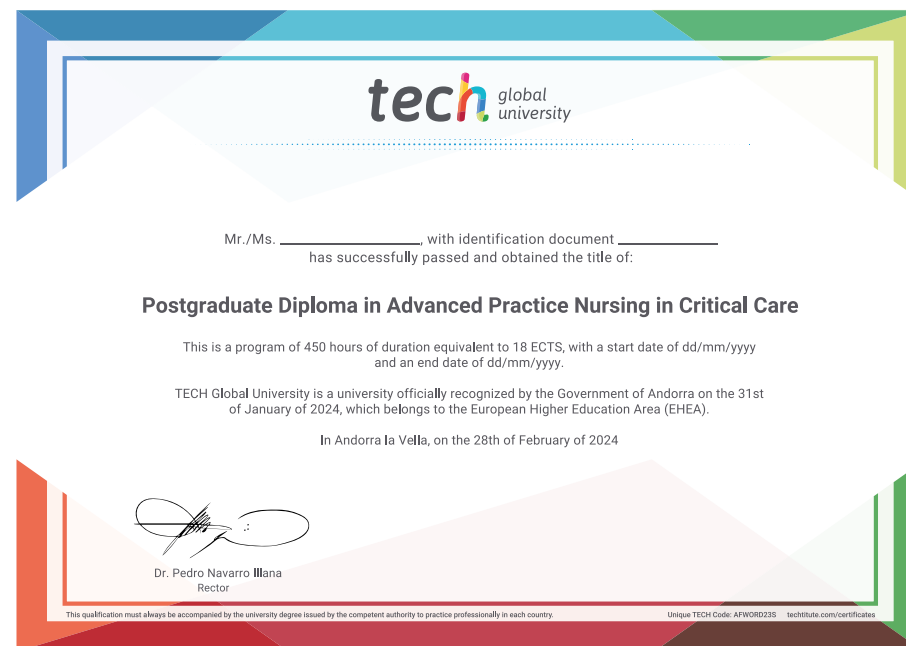 tech global university
Mr./Ms. ____________________, with identification document ______________
has successfully passed and obtained the title of:
Postgraduate Diploma in Advanced Practice Nursing in Critical Care
This is a program of 450 hours of duration equivalent to 18 ECTS, with a start date of dd/mm/yyyy
and an end date of dd/mm/yyyy.
TECH Global University is a university officially recognized by the Government of Andorra on the 31st
of January of 2024, which belongs to the European Higher Education Area (EHEA).
In Andorra la Vella, on the 28th of February of 2024
Dr. Pedro Navarro Illana
Rector
This qualification must always be accompanied by the university degree issued by the competent authority to practice professionally in each country.
Unique TECH Code: AFWORD23S techtitute.com/certificates